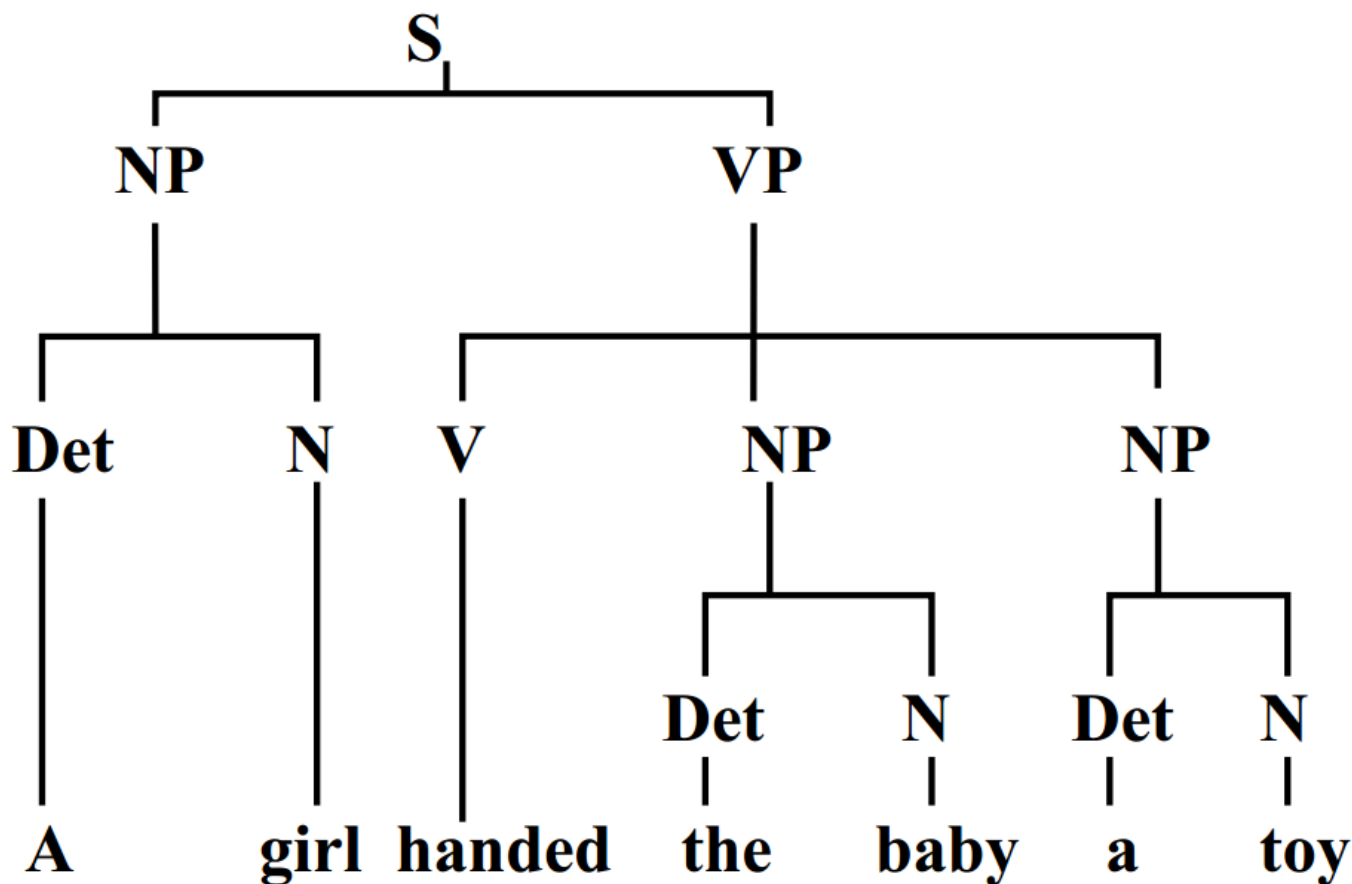 S
NP VP
Det N V NP NP
Det N Det N
A girl handed the baby a toy